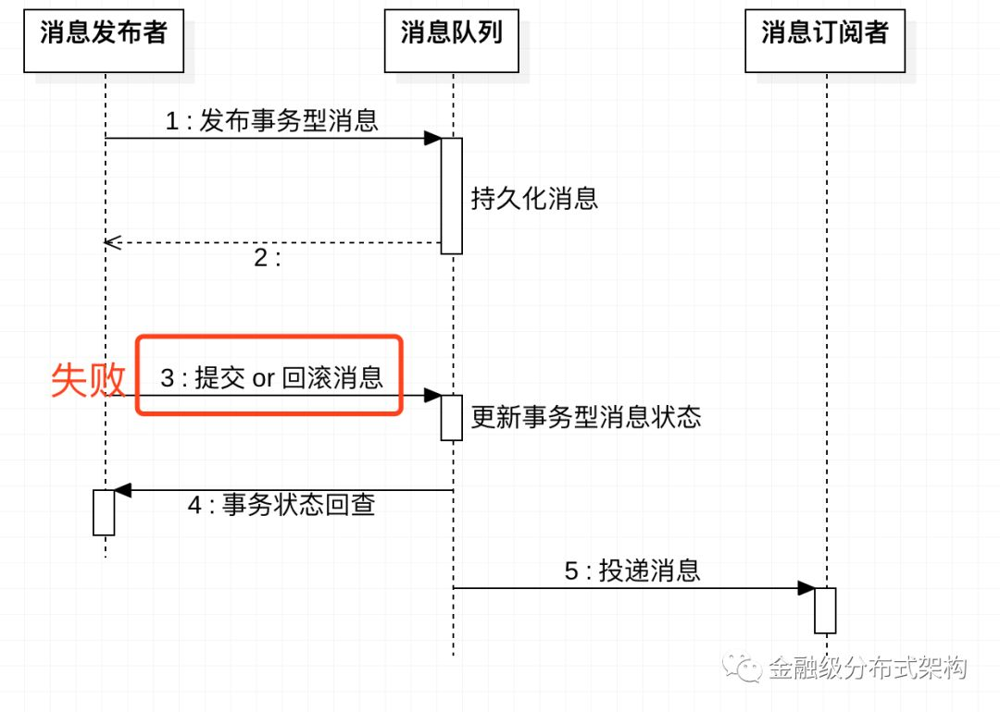 消息发布者
消息队列
消息订阅者
1 : 发布事务型消息
持久化消息
2 :
失败
3 : 提交 or 回滚消息
更新事务型消息状态
4 : 事务状态回查
5 : 投递消息
金融级分布式架构